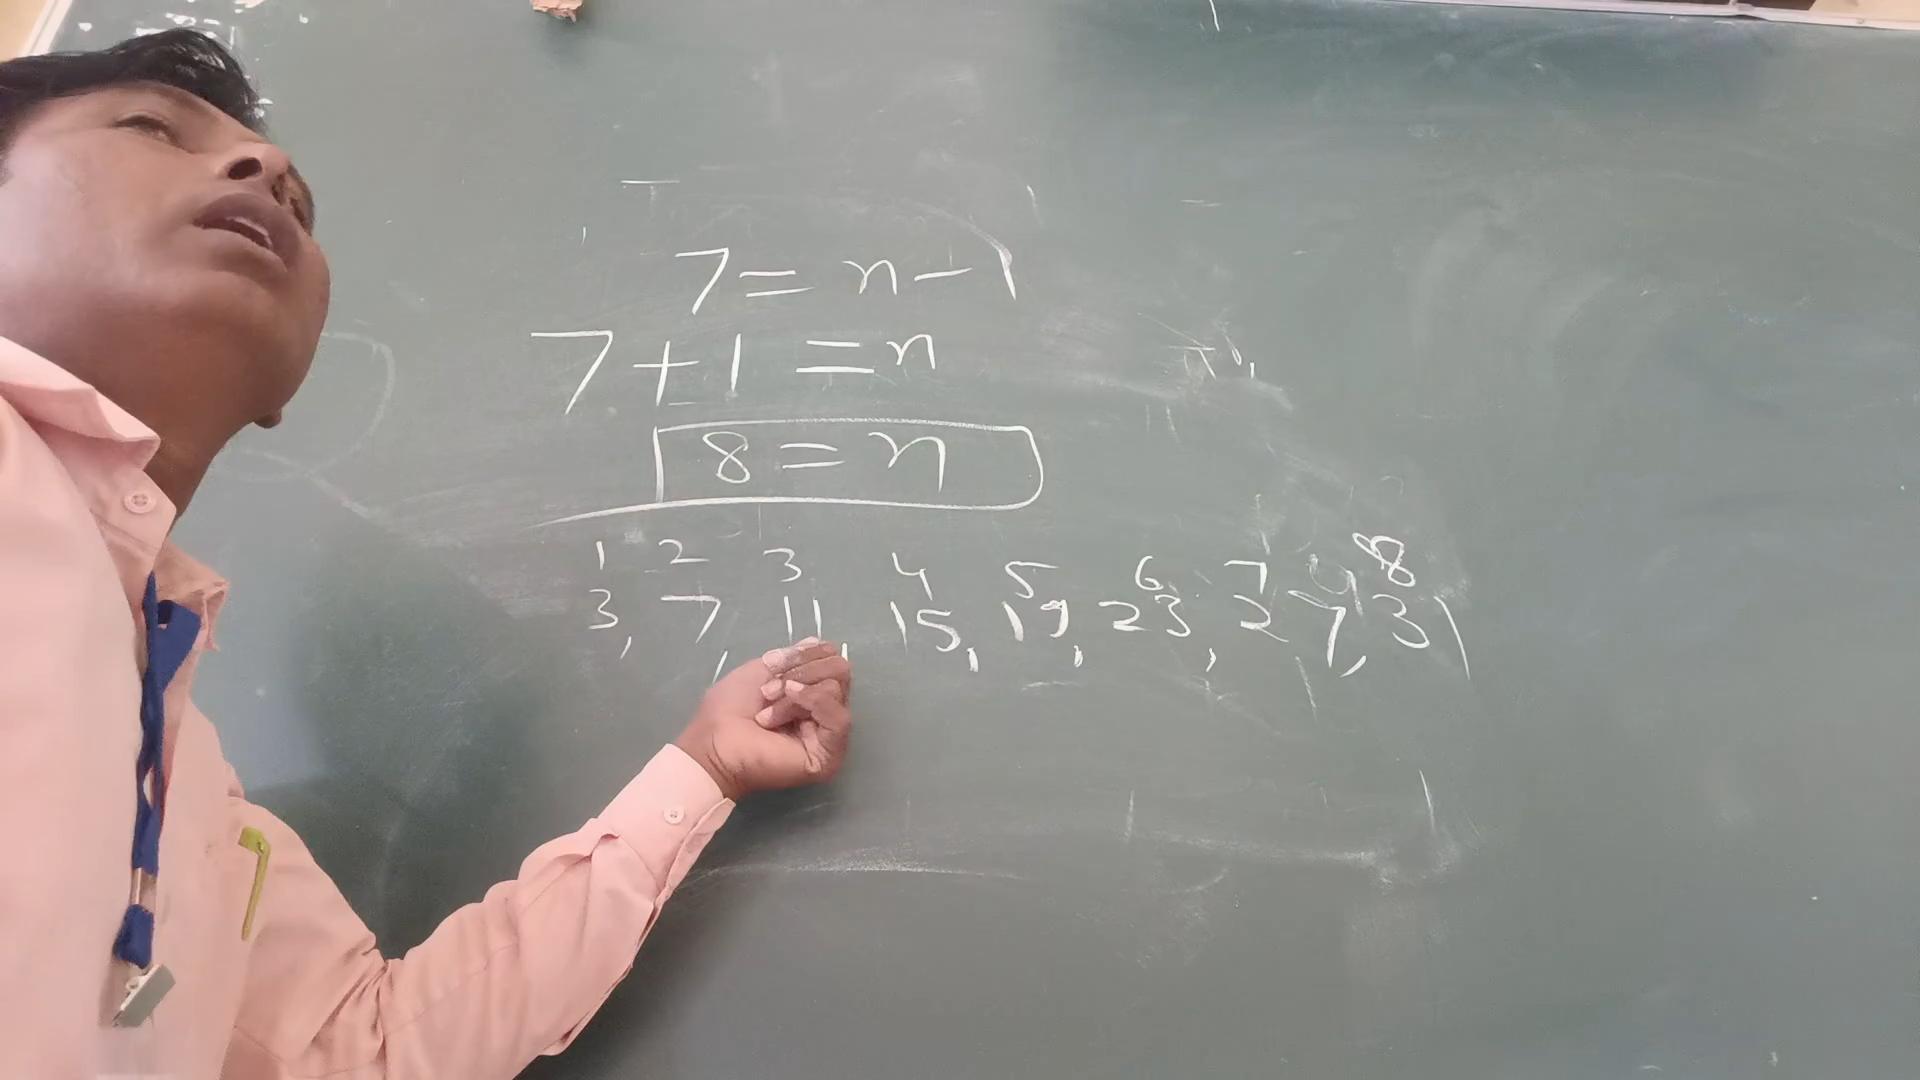 7 = n - 1
7 + 1 = n
8 = n
1 2 3 4 5 6 7 8
3, 7, 11, 15, 19, 23, 27, 31